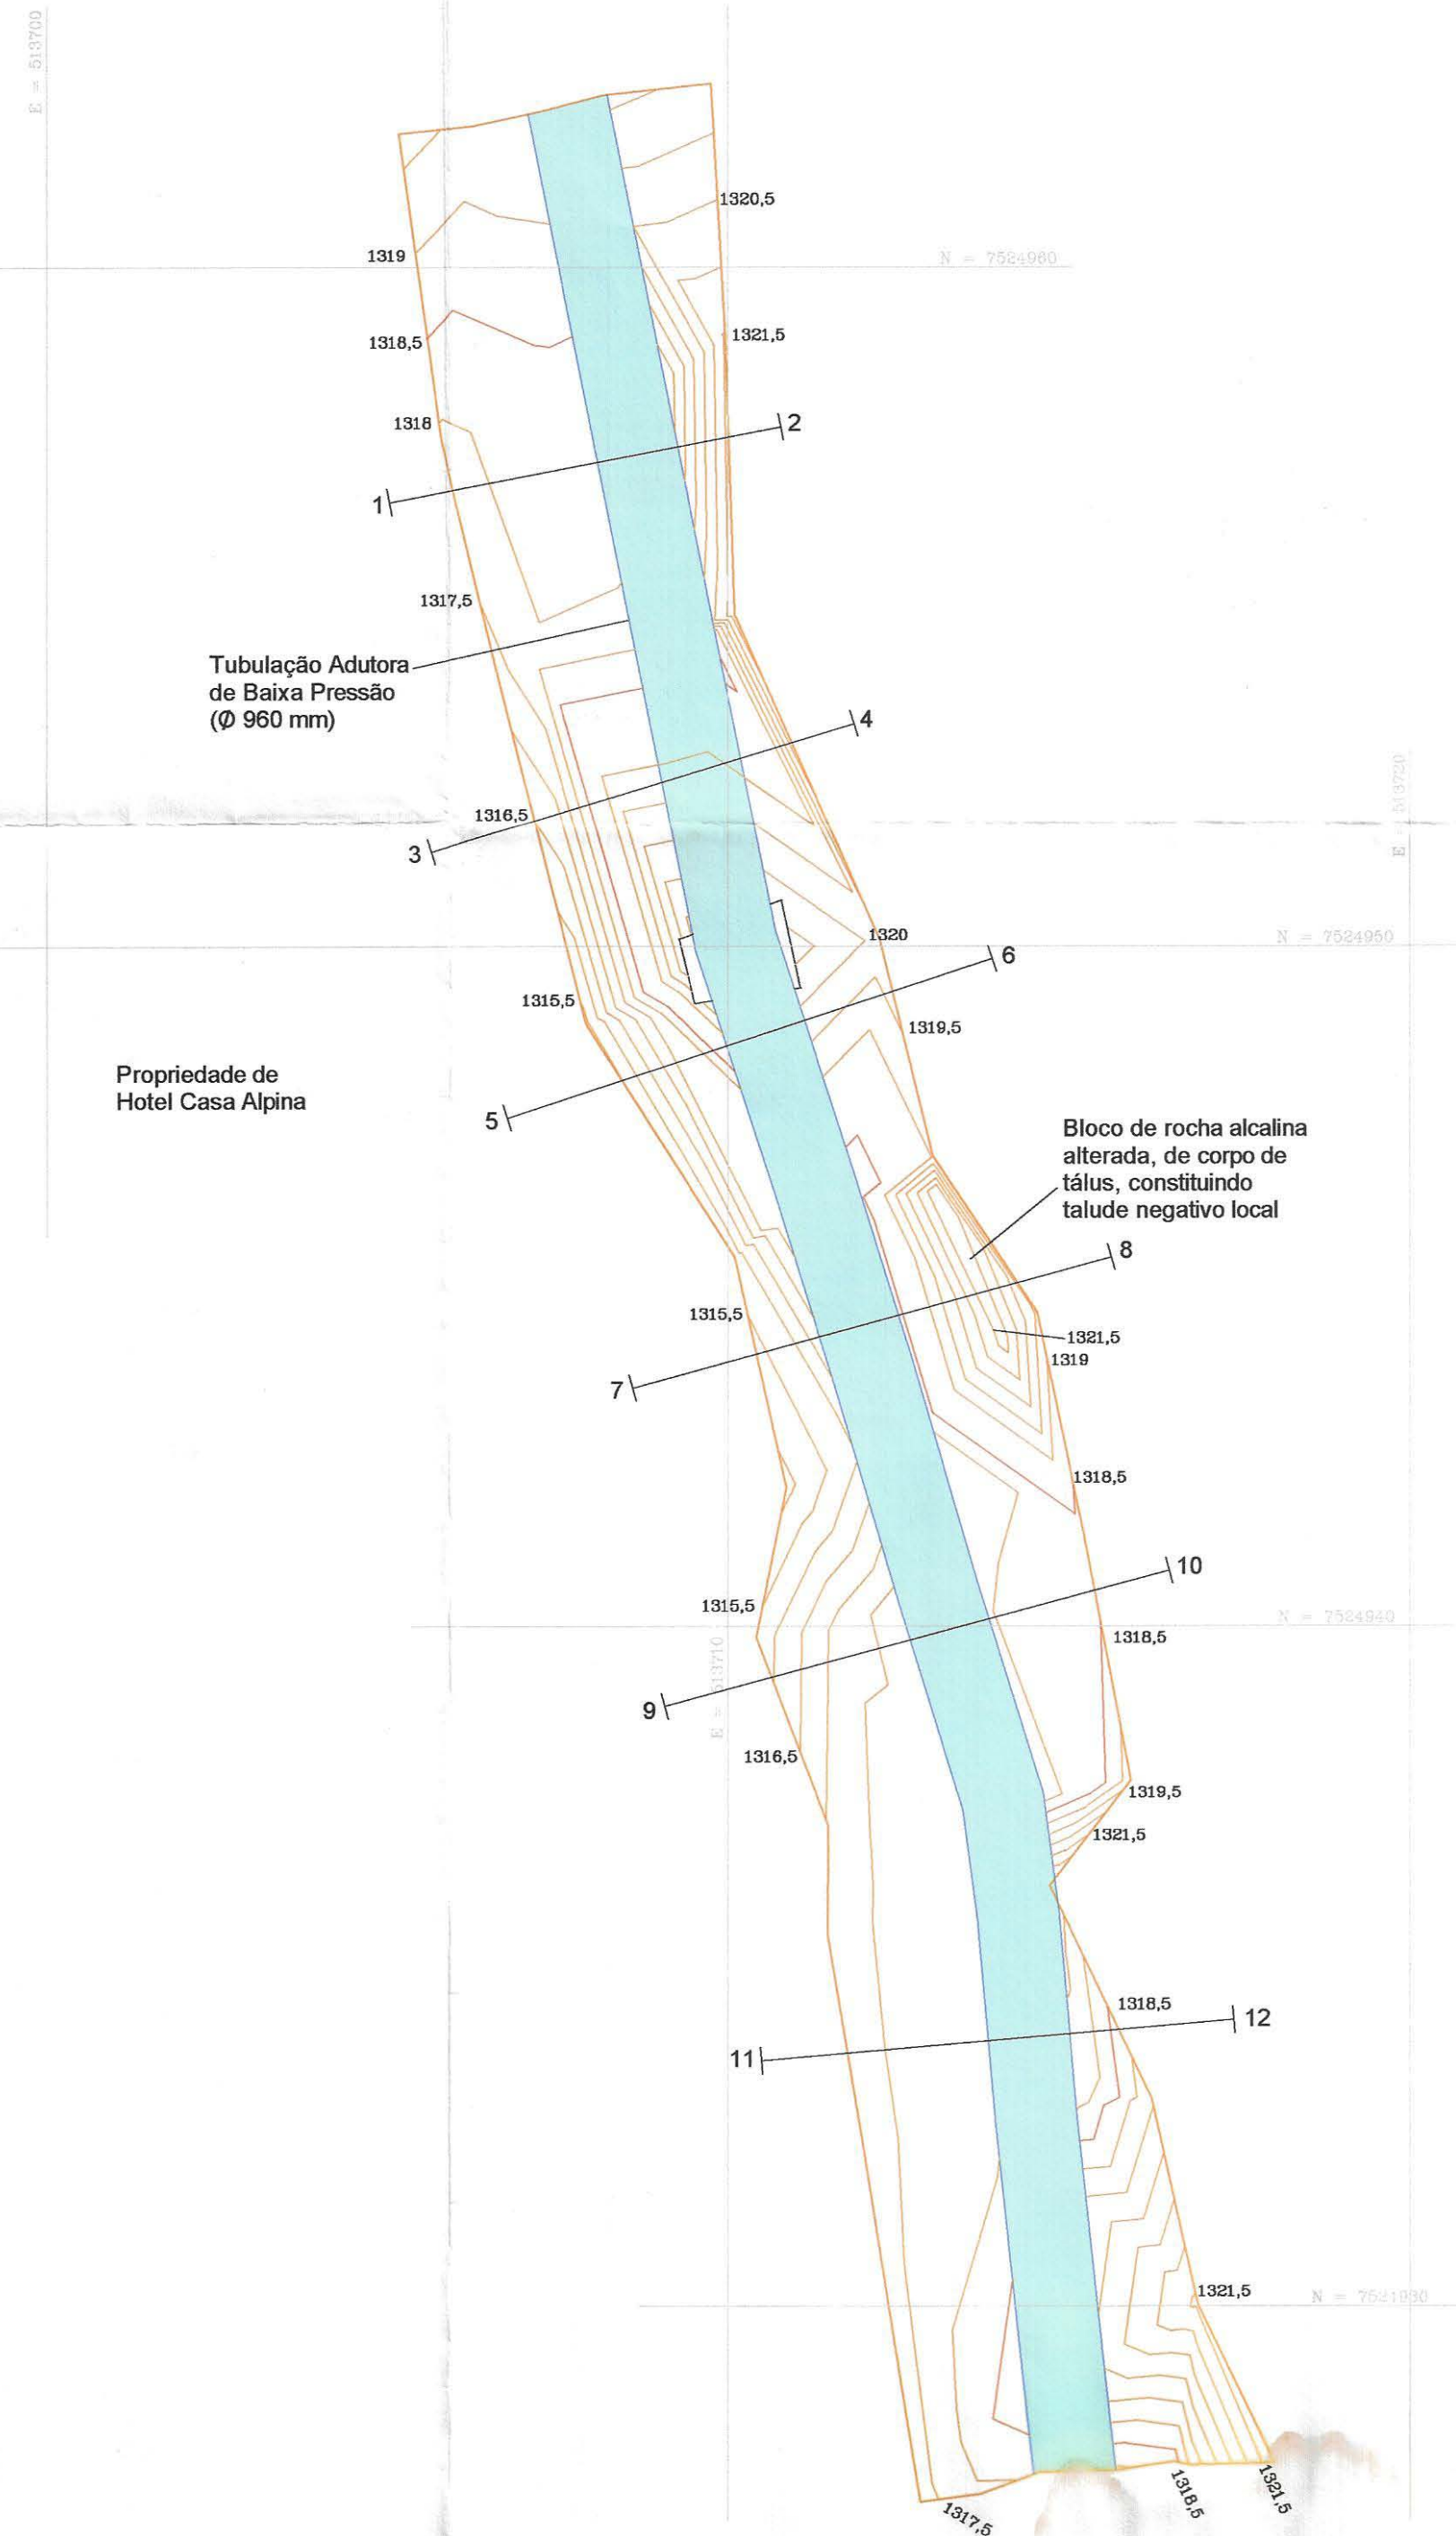 E = 513700
1320,5
1319
N = 7524960
1321,5
1318,5
1318
2
1
1317,5
Tubulação Adutora
de Baixa Pressão
(Ø 960 mm)
4
E = 513720
1316,5
3
1320
N = 7524950
6
1315,5
1319,5
Propriedade de
Hotel Casa Alpina
5
Bloco de rocha alcalina
alterada, de corpo de
tálus, constituindo
talude negativo local
8
1315,5
1321,5
1319
7
1318,5
10
1315,5
N = 7524940
1318,5
E = 513710
9
1316,5
1319,5
1321,5
1318,5
12
11
1321,5
N = 7524930
1317,5
1318,5
1321,5